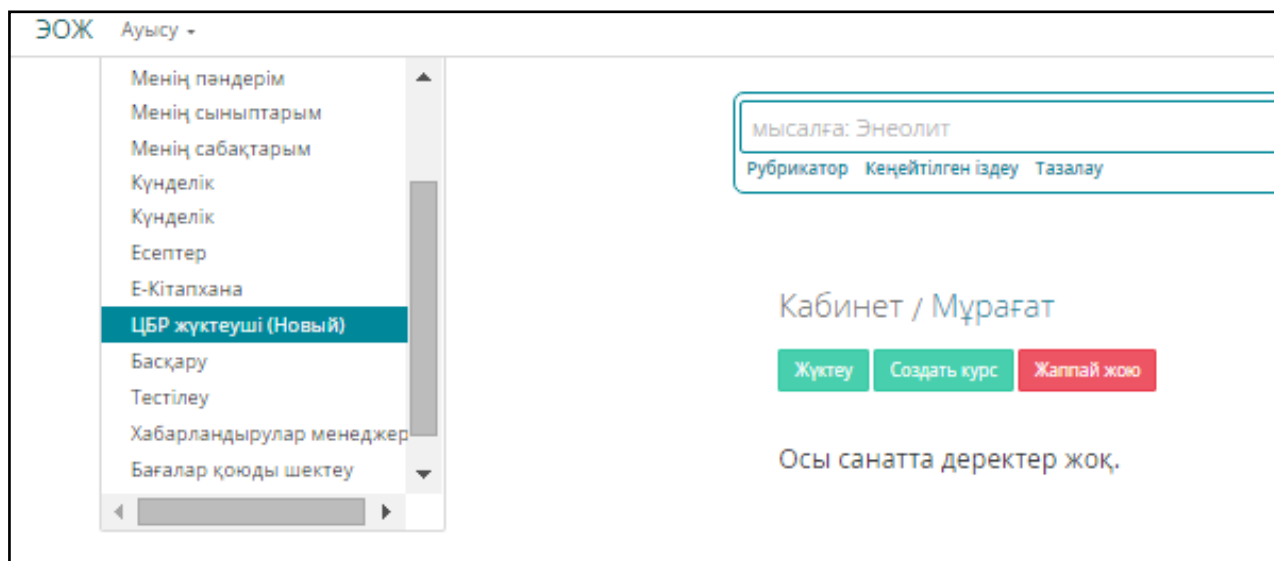 ЭОЖ Ауысу
Менің пәндерім
Менің сыныптарым
Менің сабақтарым
Күнделік
Күнделік
Есептер
Е-Кітапхана
ЦБР жүктеуші (Новый)
Басқару
Тестілеу
Хабарландырулар менеджер
Бағалар қоюды шектеу
мысалға: Энеолит
Рубрикатор Кеңейтілген іздеу Тазалау
Кабинет / Мұрағат
Жүктеу Создать курс Жаппай жою
Осы санатта деректер жоқ.